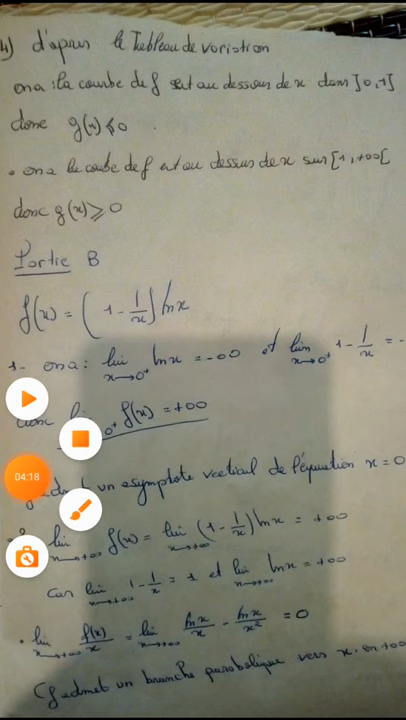 4) d'après le Tableau de variation
on a : la courbe de f est au dessous de x dans ]0,1]
donc g(x) ⩽ 0.
• on a la courbe de f est au dessus de x sur [1,+∞[
donc g(x) ⩾ 0
Partie B
f(x) = (1 - 1/x) ln x
1- on a : lim x→0⁺ ln x = -∞ et lim x→0⁺ 1 - 1/x = -
donc 0⁺ f(x) = +∞
admet un asymptote vertical de l'équation x = 0
lim x→+∞ f(x) = lim x→+∞ (1 - 1/x) ln x = +∞
Car lim x→+∞ 1 - 1/x = 1 et lim x→+∞ ln x = +∞
• lim x→+∞ f(x)/x = lim x→+∞ ln x/x - ln x/x² = 0
Cf admet un branche parabolique vers x en +∞
04:18